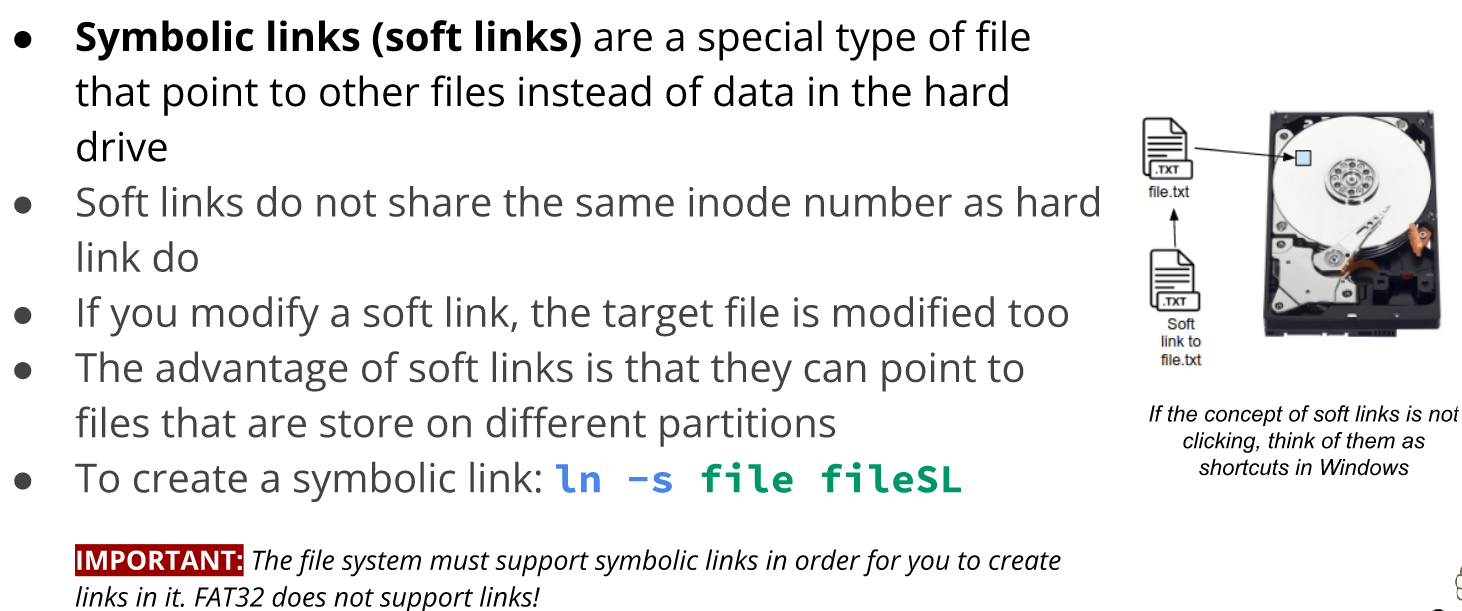 ● Symbolic links (soft links) are a special type of file
that point to other files instead of data in the hard
drive
● Soft links do not share the same inode number as hard
link do
● If you modify a soft link, the target file is modified too
● The advantage of soft links is that they can point to
files that are store on different partitions
● To create a symbolic link: ln -s file fileSL
IMPORTANT: The file system must support symbolic links in order for you to create
links in it. FAT32 does not support links!
.TXT
file.txt
.TXT
Soft
link to
file.txt
If the concept of soft links is not
clicking, think of them as
shortcuts in Windows